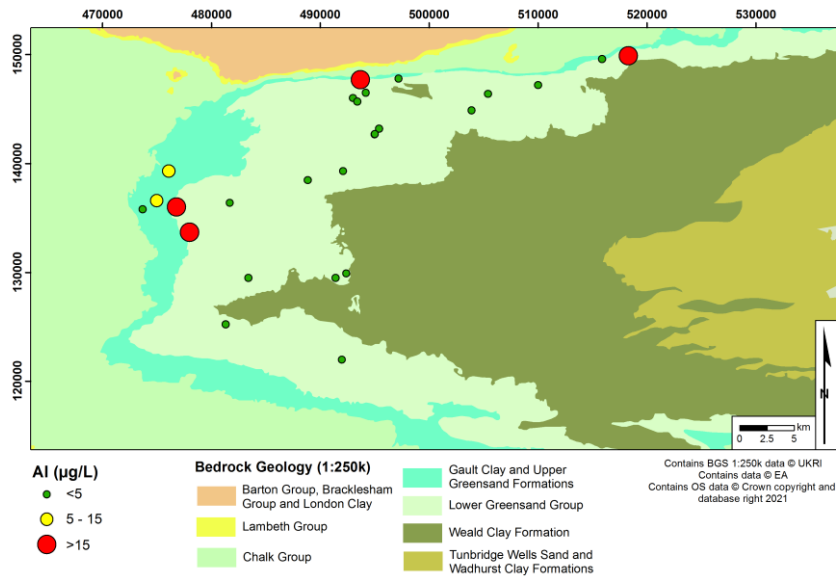 470000 480000 490000 500000 510000 520000 530000
150000
140000
130000
120000
N
0 2.5 5 km
Al (µg/L)
<5
5 - 15
>15
Bedrock Geology (1:250k)
Barton Group, Bracklesham
Group and London Clay
Lambeth Group
Chalk Group
Gault Clay and Upper
Greensand Formations
Lower Greensand Group
Weald Clay Formation
Tunbridge Wells Sand and
Wadhurst Clay Formations
Contains BGS 1:250k data © UKRI
Contains data © EA
Contains OS data © Crown copyright and
database right 2021